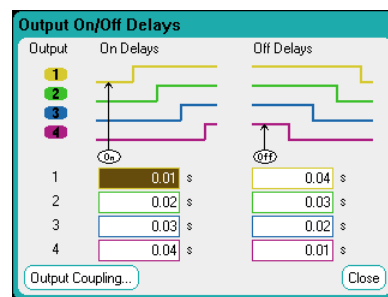 Output On/Off Delays
Output On Delays Off Delays
1
2
3
4
On Off
1 0.01 s 0.04 s
2 0.02 s 0.03 s
3 0.03 s 0.02 s
4 0.04 s 0.01 s
Output Coupling... Close